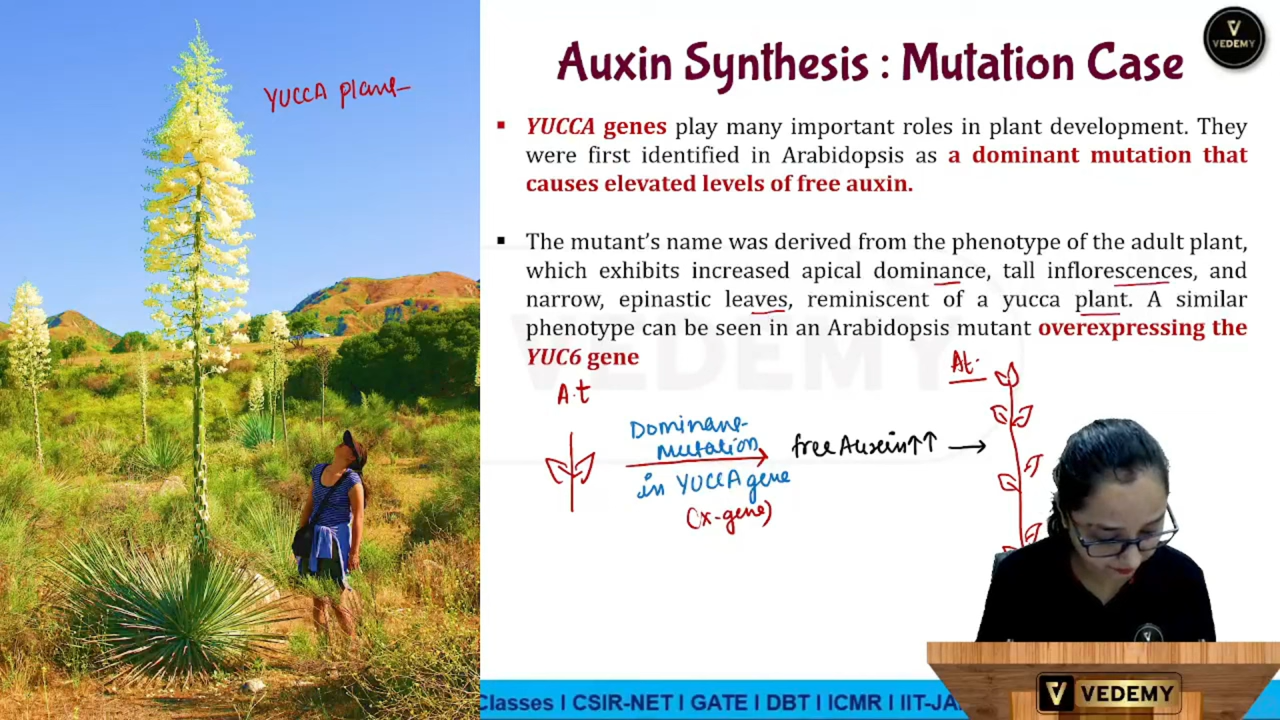 YUCCA plant
VEDEMY
Auxin Synthesis : Mutation Case
▪ YUCCA genes play many important roles in plant development. They
were first identified in Arabidopsis as a dominant mutation that
causes elevated levels of free auxin.
▪ The mutant's name was derived from the phenotype of the adult plant,
which exhibits increased apical dominance, tall inflorescences, and
narrow, epinastic leaves, reminiscent of a yucca plant. A similar
phenotype can be seen in an Arabidopsis mutant overexpressing the
YUC6 gene
VEDEMY
A.t
At.
Dominant
Mutation
in YUCCA gene
(x-gene)
free Auxin↑↑
VEDEMY
Classes I CSIR-NET I GATE I DBT I ICMR I IIT-JA